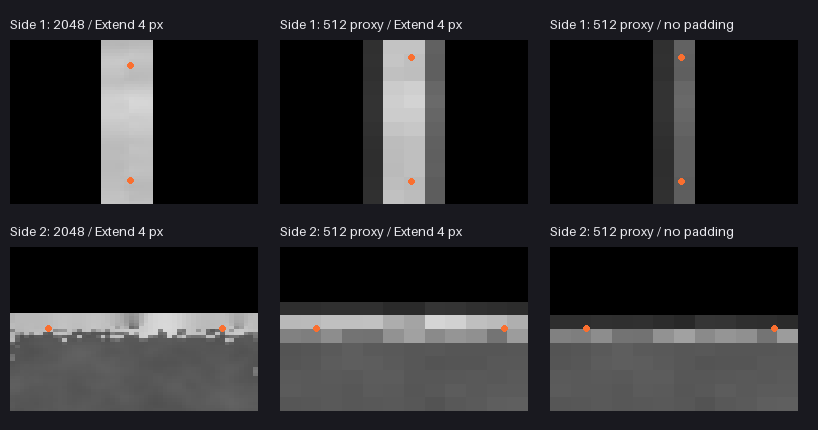 Side 1: 2048 / Extend 4 px
Side 1: 512 proxy / Extend 4 px
Side 1: 512 proxy / no padding
Side 2: 2048 / Extend 4 px
Side 2: 512 proxy / Extend 4 px
Side 2: 512 proxy / no padding